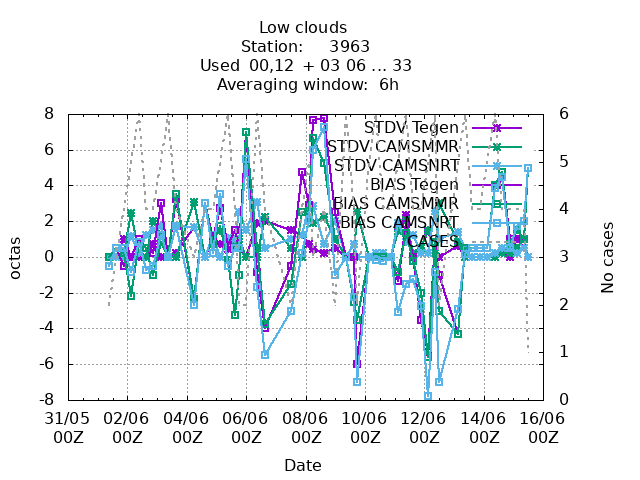 Low clouds
Station: 3963
Used 00,12 + 03 06 ... 33
Averaging window: 6h
8
6
4
2
0
-2
-4
-6
-8
octas
6
5
4
3
2
1
0
No cases
STDV Tegen
STDV CAMSMMR
STDV CAMSNRT
BIAS Tegen
BIAS CAMSMMR
BIAS CAMSNRT
CASES
31/05 02/06 04/06 06/06 08/06 10/06 12/06 14/06 16/06
00Z 00Z 00Z 00Z 00Z 00Z 00Z 00Z 00Z
Date